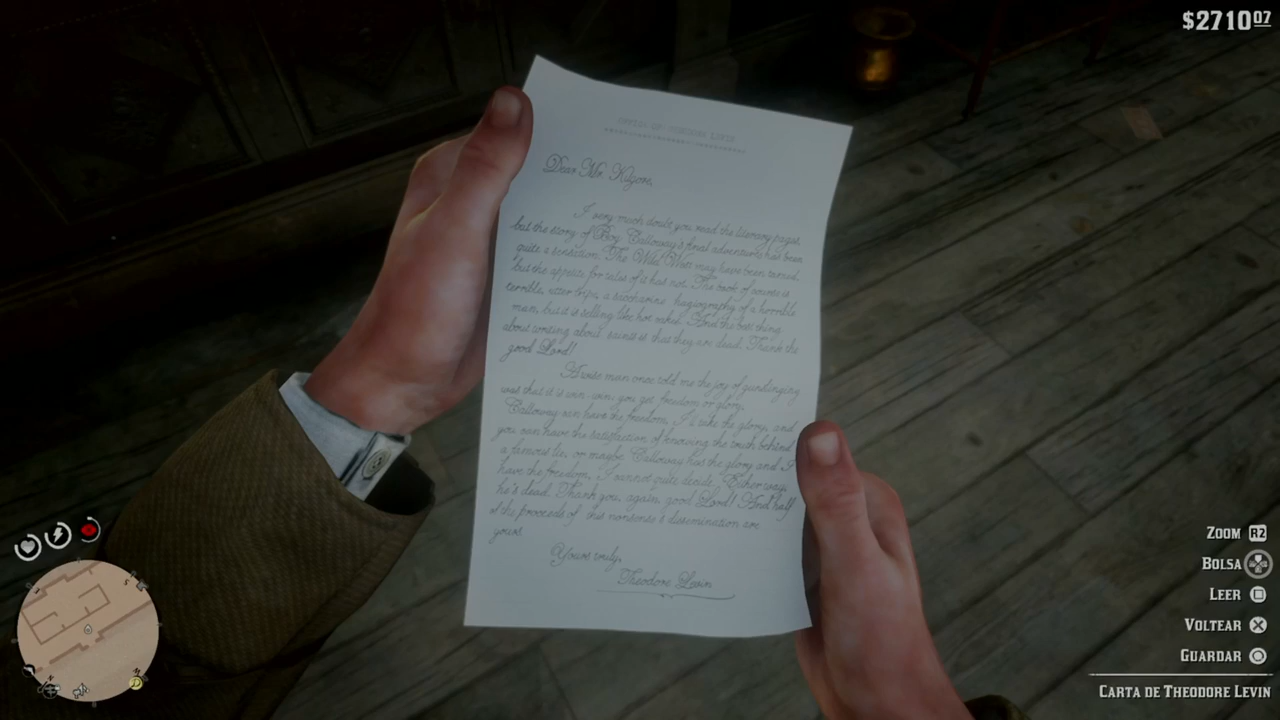 $2710 07
OFFICE OF THEODORE LEVIN
Dear Mr. Kilgore,
I very much doubt you read the literary pages,
but the story of Boy Calloway's final adventures has been
quite a sensation. The Wild West may have been tamed,
but the appetite for tales of it has not. The book of course is
terrible, utter tripe, a saccharine hagiography of a horrible
man, but it is selling like hot cakes. And the best thing
about writing about heroes is that they are dead. Thank the
good Lord!
A wise man once told me the joy of gunslinging
was that it is win win; you get freedom or glory.
Calloway can have the freedom, I'll take the glory, and
you can have the satisfaction of knowing the truth behind
a famous lie, or maybe Calloway has the glory and I
have the freedom, I cannot quite decide. Either way,
he's dead. Thank you, again, good Lord! And half
of the proceeds of this nonsense's dissemination are
yours.
Yours truly,
Theodore Levin
ZOOM R2
BOLSA
LEER
VOLTEAR
GUARDAR
CARTA DE THEODORE LEVIN